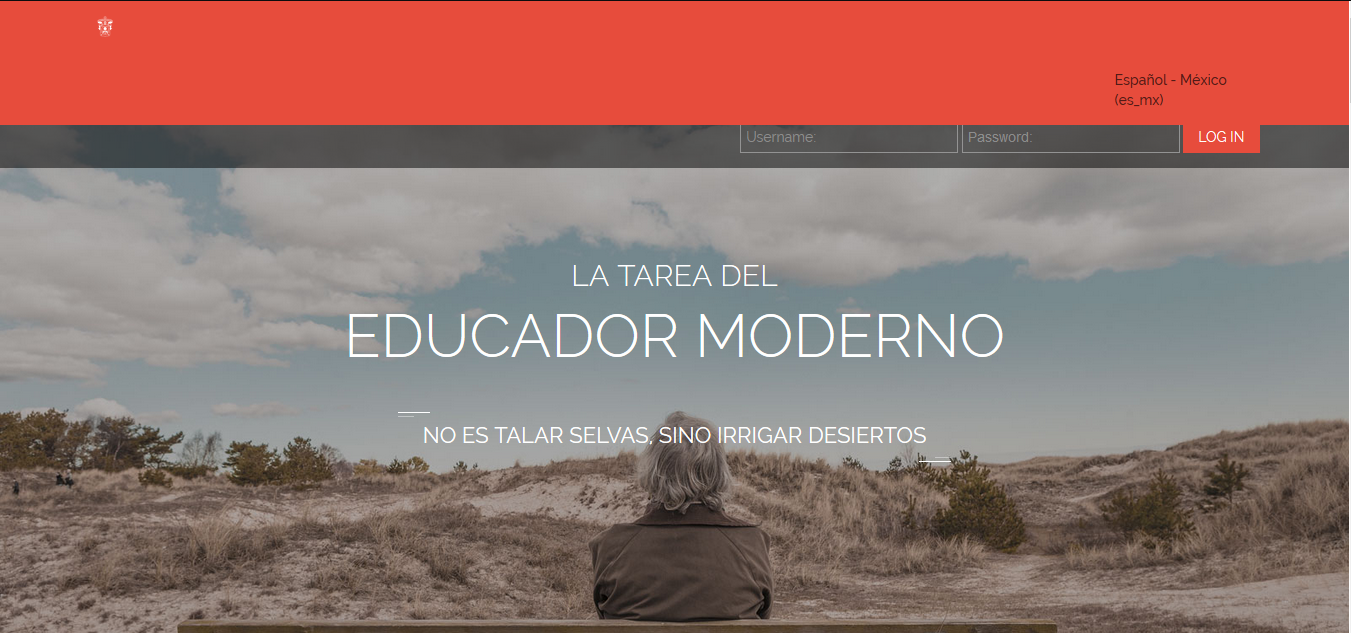 Español - México
(es_mx)
Username:
Password:
LOG IN
LA TAREA DEL
EDUCADOR MODERNO
NO ES TALAR SELVAS, SINO IRRIGAR DESIERTOS